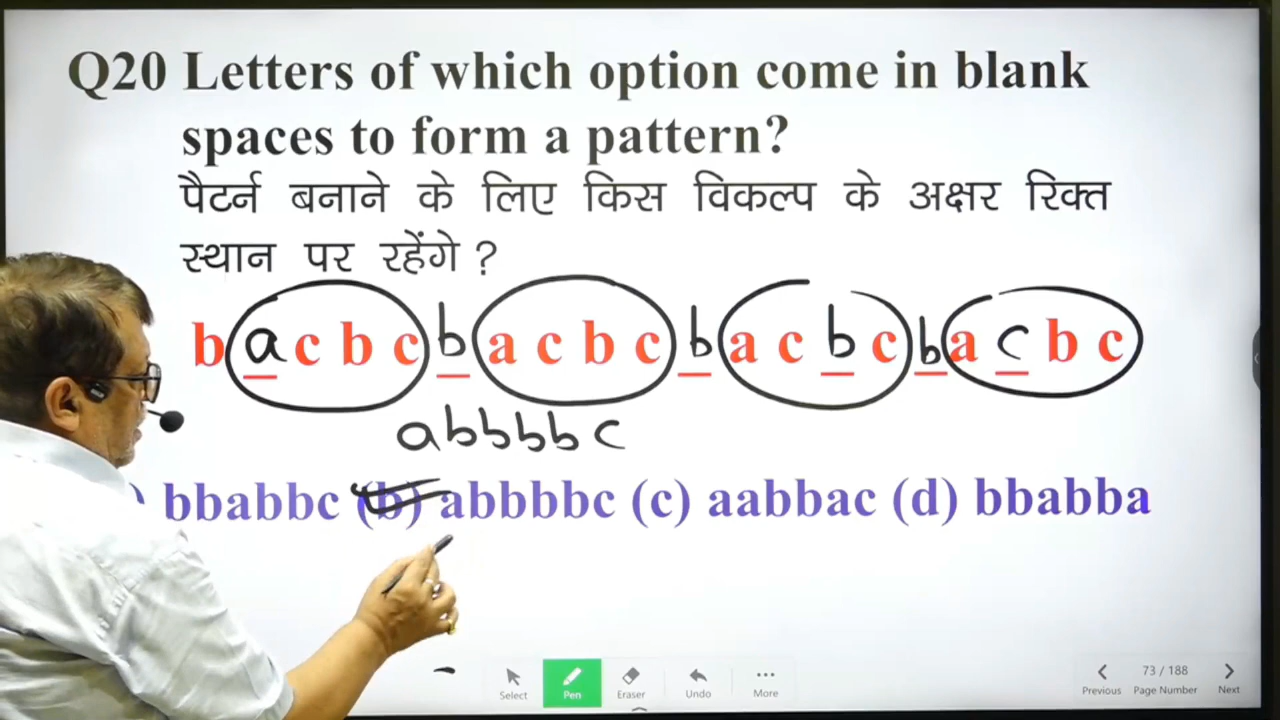 Q20 Letters of which option come in blank
spaces to form a pattern?
पैटर्न बनाने के लिए किस विकल्प के अक्षर रिक्त
स्थान पर रहेंगे ?
b a c b c b a c b c b a c b c b a c b c
abbbbc
) bbabbc (b) abbbbc (c) aabbac (d) bbabba
Select Pen Eraser Undo More
Previous 73 / 188 Page Number Next